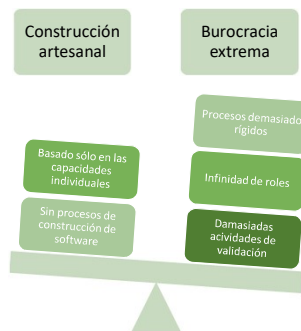 Construcción
artesanal
Burocracia
extrema
Procesos demasiado
rígidos
Basado sólo en las
capacidades
individuales
Infinidad de roles
Sin procesos de
construcción de
software
Damasiadas
acividades de
validación